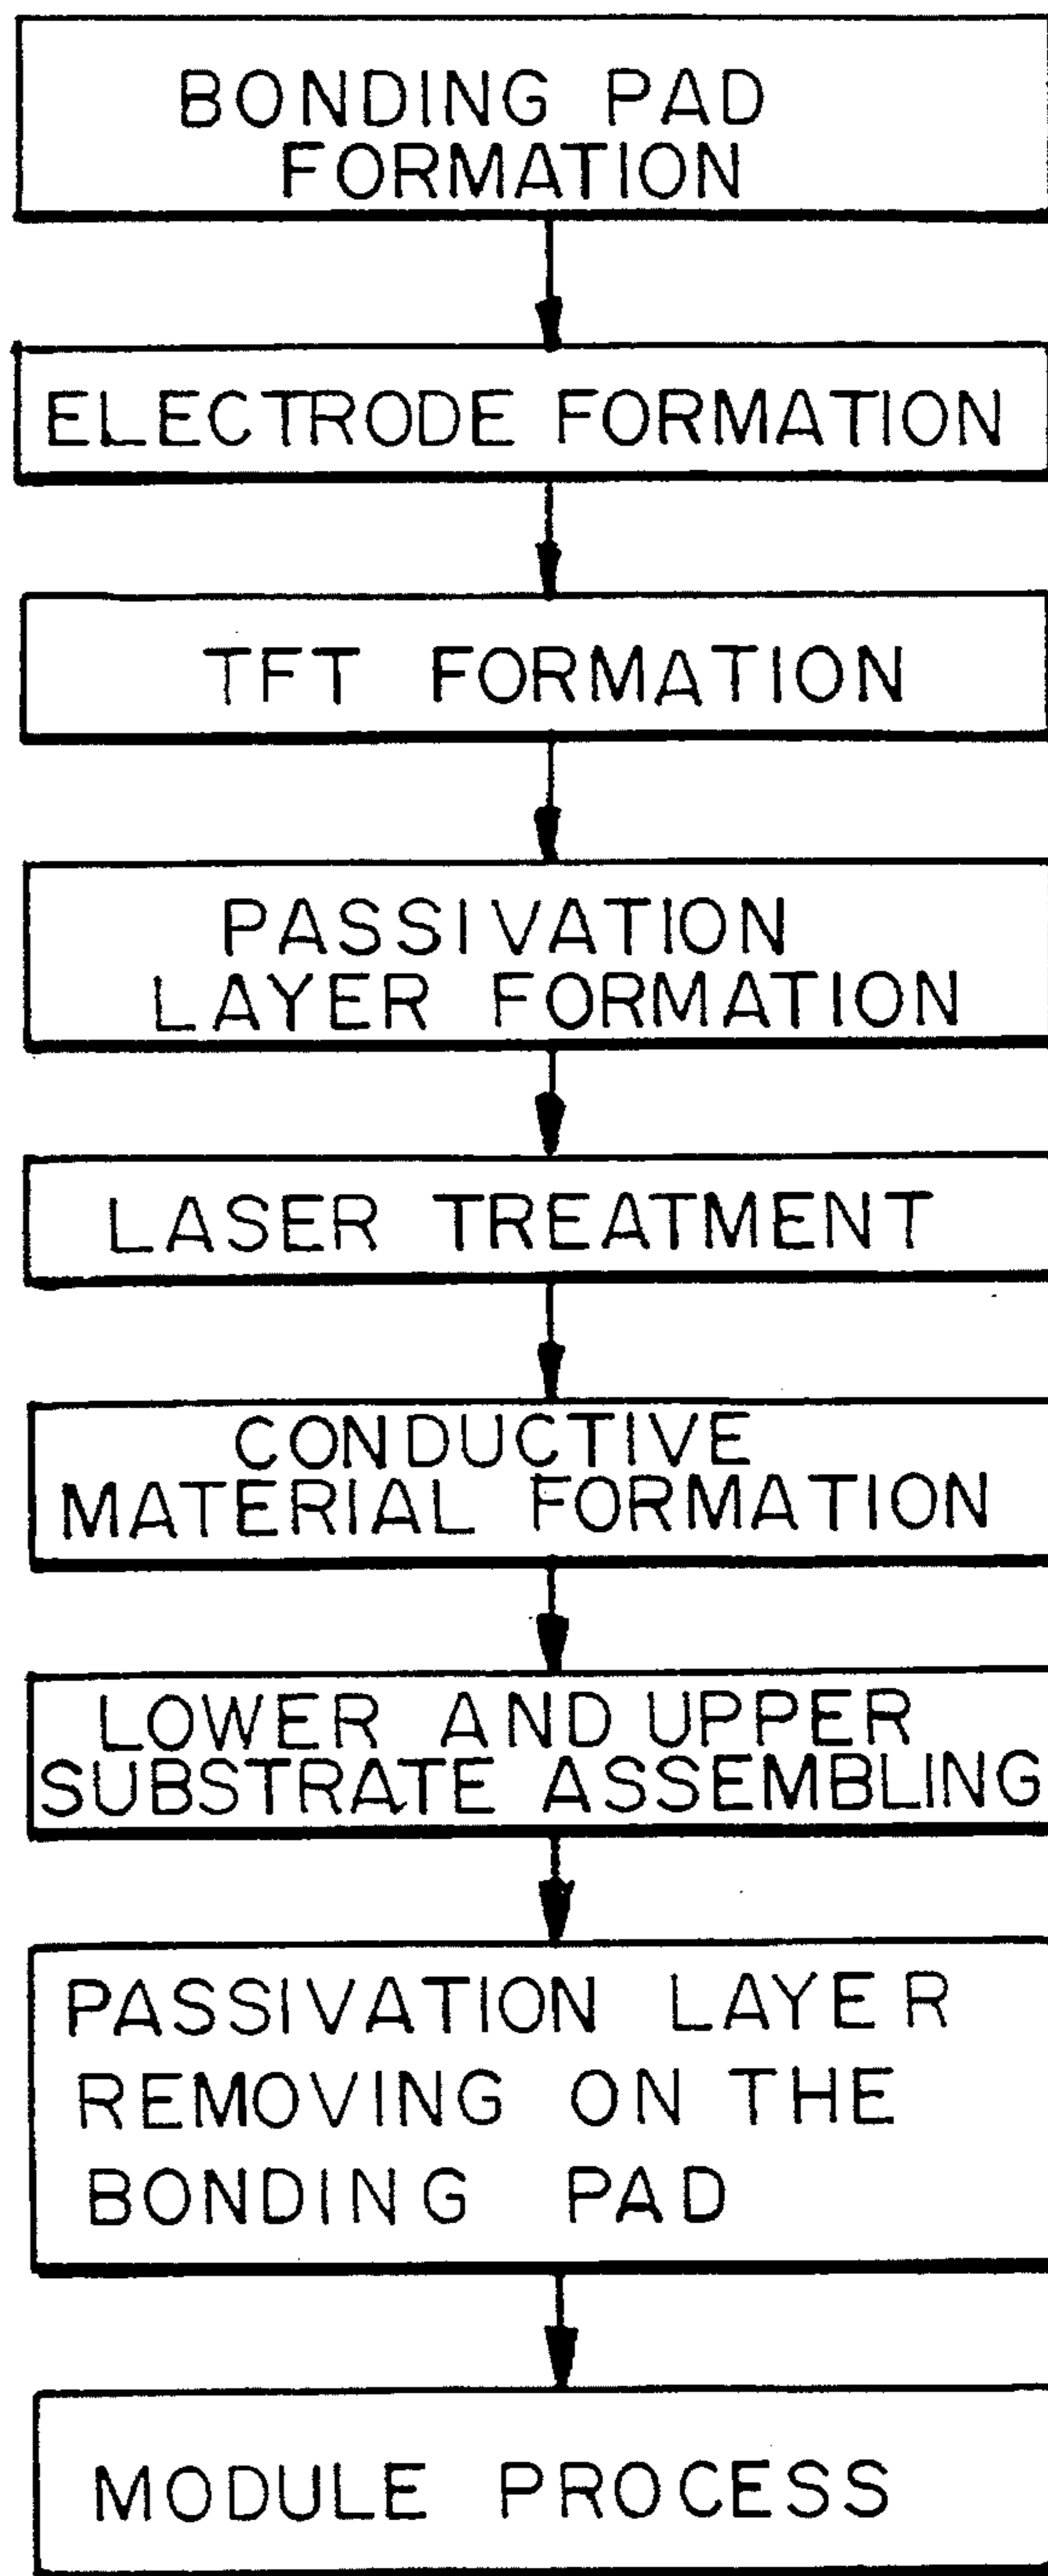 BONDING PAD
FORMATION
ELECTRODE FORMATION
TFT FORMATION
PASSIVATION
LAYER FORMATION
LASER TREATMENT
CONDUCTIVE
MATERIAL FORMATION
LOWER AND UPPER
SUBSTRATE ASSEMBLING
PASSIVATION LAYER
REMOVING ON THE
BONDING PAD
MODULE PROCESS